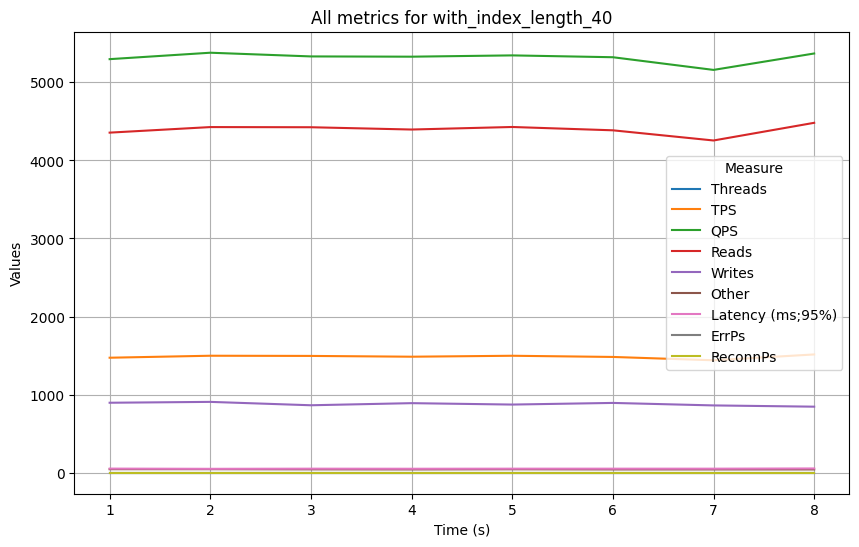 All metrics for with_index_length_40
Values
5000
4000
3000
2000
1000
0
Measure
Threads
TPS
QPS
Reads
Writes
Other
Latency (ms;95%)
ErrPs
ReconnPs
1 2 3 4 5 6 7 8
Time (s)